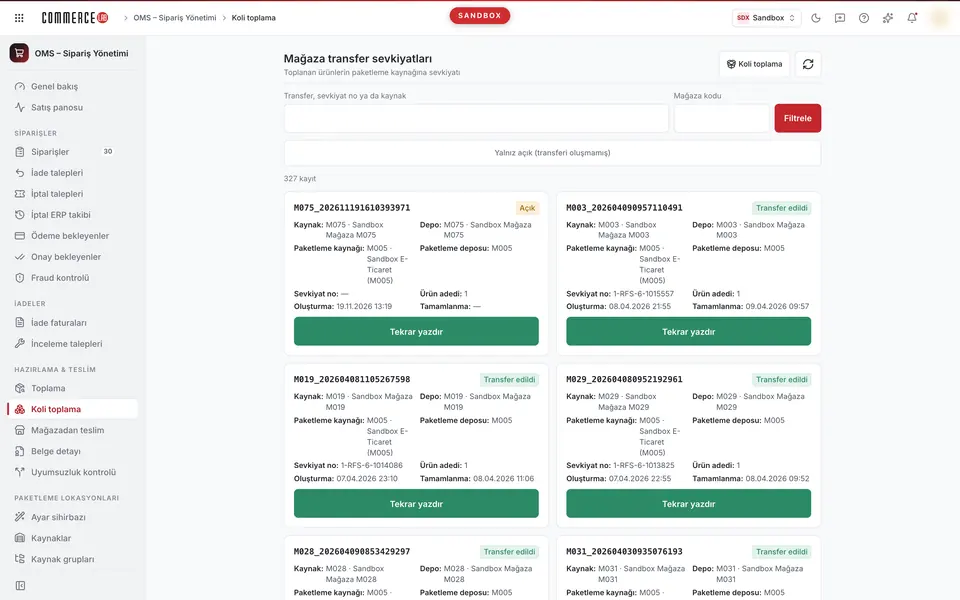 COMMERCE LAB
OMS – Sipariş Yönetimi
Koli toplama
SANDBOX
SDX Sandbox
OMS – Sipariş Yönetimi
Genel bakış
Satış panosu
SİPARİŞLER
Siparişler 30
İade talepleri
İptal talepleri
İptal ERP takibi
Ödeme bekleyenler
Onay bekleyenler
Fraud kontrolü
İADELER
İade faturaları
İnceleme talepleri
HAZIRLAMA & TESLİM
Toplama
Koli toplama
Mağazadan teslim
Belge detayı
Uyumsuzluk kontrolü
PAKETLEME LOKASYONLARI
Ayar sihirbazı
Kaynaklar
Kaynak grupları
Mağaza transfer sevkiyatları
Toplanan ürünlerin paketleme kaynağına sevkiyatı
Koli toplama
Transfer, sevkiyat no ya da kaynak
Mağaza kodu
Filtrele
Yalnız açık (transferi oluşmamış)
327 kayıt
M075_202611191610393971 Açık
Kaynak: M075 · Sandbox Mağaza M075
Depo: M075 · Sandbox Mağaza M075
Paketleme kaynağı: M005 · Sandbox E-Ticaret (M005)
Paketleme deposu: M005
Sevkiyat no: —
Ürün adedi: 1
Oluşturma: 19.11.2026 13:19
Tamamlanma: —
Tekrar yazdır
M003_202604090957110491 Transfer edildi
Kaynak: M003 · Sandbox Mağaza M003
Depo: M003 · Sandbox Mağaza M003
Paketleme kaynağı: M005 · Sandbox E-Ticaret (M005)
Paketleme deposu: M005
Sevkiyat no: 1-RFS-6-1015557
Ürün adedi: 1
Oluşturma: 08.04.2026 21:55
Tamamlanma: 09.04.2026 09:57
Tekrar yazdır
M019_202604081105267598 Transfer edildi
Kaynak: M019 · Sandbox Mağaza M019
Depo: M019 · Sandbox Mağaza M019
Paketleme kaynağı: M005 · Sandbox E-Ticaret (M005)
Paketleme deposu: M005
Sevkiyat no: 1-RFS-6-1014086
Ürün adedi: 1
Oluşturma: 07.04.2026 23:10
Tamamlanma: 08.04.2026 11:06
Tekrar yazdır
M029_202604080952192961 Transfer edildi
Kaynak: M029 · Sandbox Mağaza M029
Depo: M029 · Sandbox Mağaza M029
Paketleme kaynağı: M005 · Sandbox E-Ticaret (M005)
Paketleme deposu: M005
Sevkiyat no: 1-RFS-6-1013825
Ürün adedi: 1
Oluşturma: 07.04.2026 22:55
Tamamlanma: 08.04.2026 09:52
Tekrar yazdır
M028_202604090853429297 Transfer edildi
Kaynak: M028 · Sandbox Mağaza M028
Depo: M028 · Sandbox Mağaza M028
Paketleme kaynağı: M005 ·
Paketleme deposu: M005
M031_202604030935076193 Transfer edildi
Kaynak: M031 · Sandbox Mağaza M031
Depo: M031 · Sandbox Mağaza M031
Paketleme kaynağı: M005 ·
Paketleme deposu: M005